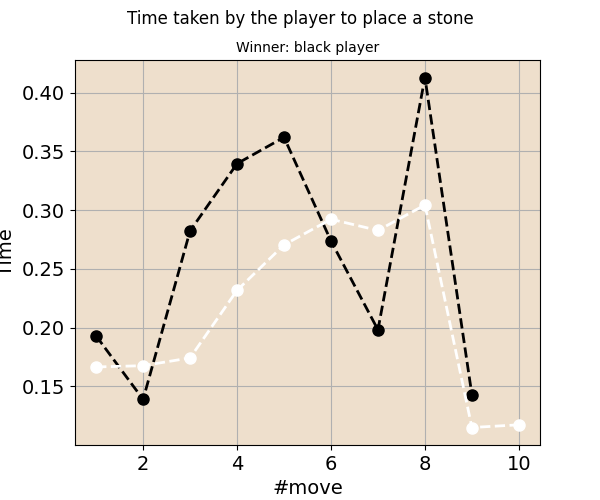 Time taken by the player to place a stone
Winner: black player
0.40
0.35
0.30
0.25
0.20
0.15
Time
2 4 6 8 10
#move